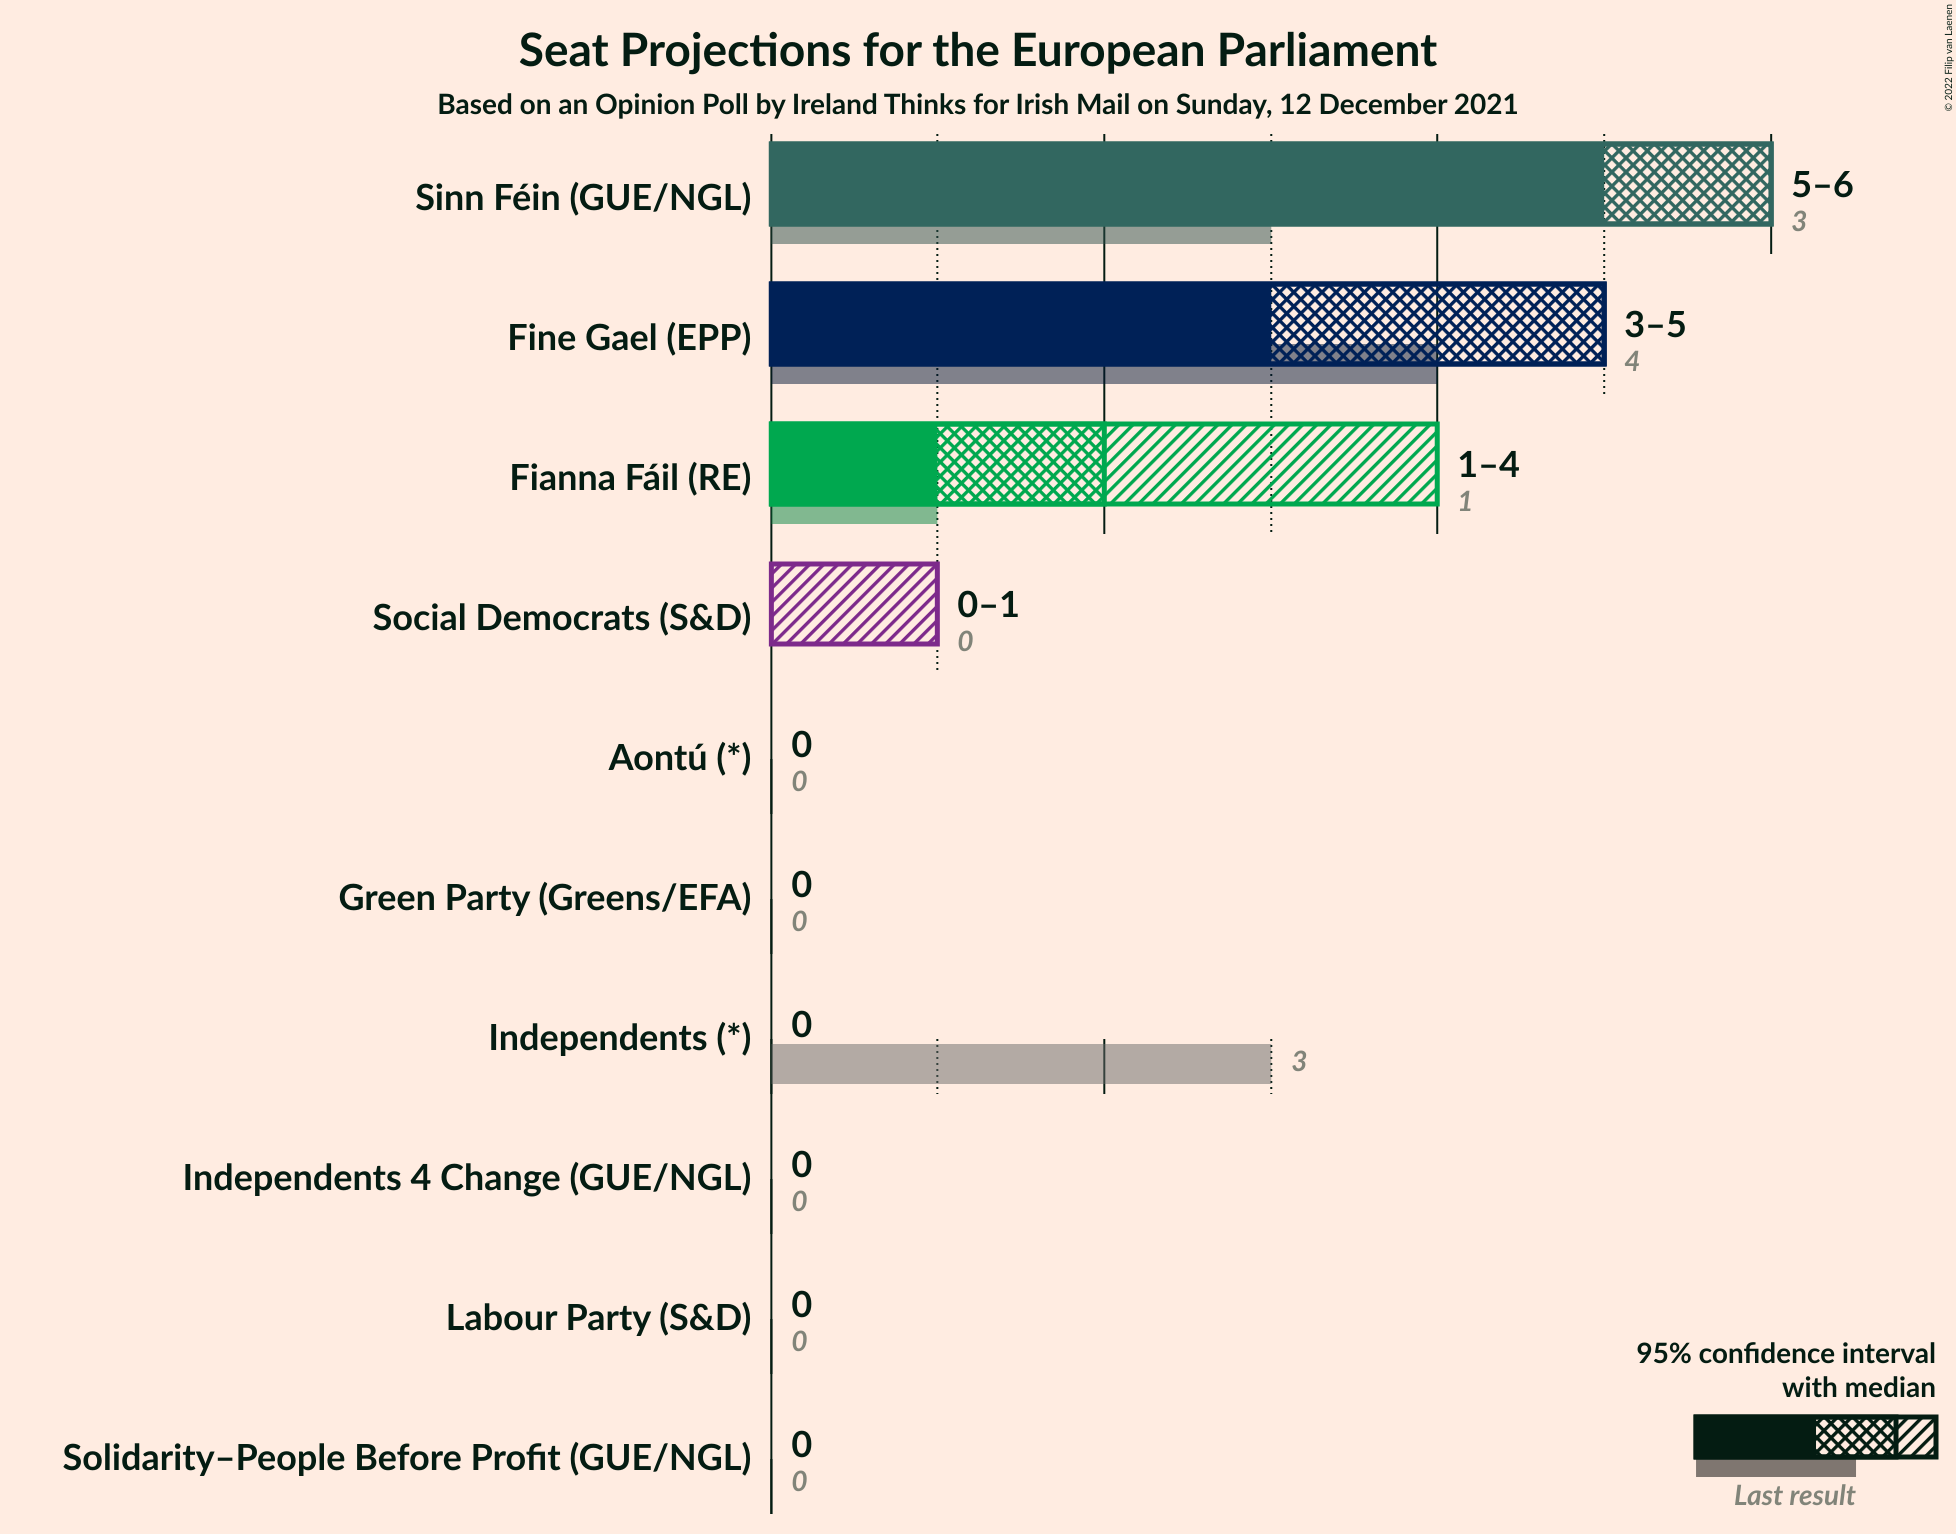 Seat Projections for the European Parliament
Based on an Opinion Poll by Ireland Thinks for Irish Mail on Sunday, 12 December 2021
© 2022 Filip van Laenen
Sinn Féin (GUE/NGL)
5–6
3
Fine Gael (EPP)
3–5
4
Fianna Fáil (RE)
1–4
1
Social Democrats (S&D)
0–1
0
Aontú (*)
0
0
Green Party (Greens/EFA)
0
0
Independents (*)
0
3
Independents 4 Change (GUE/NGL)
0
0
Labour Party (S&D)
0
0
Solidarity–People Before Profit (GUE/NGL)
0
0
95% confidence interval
with median
Last result